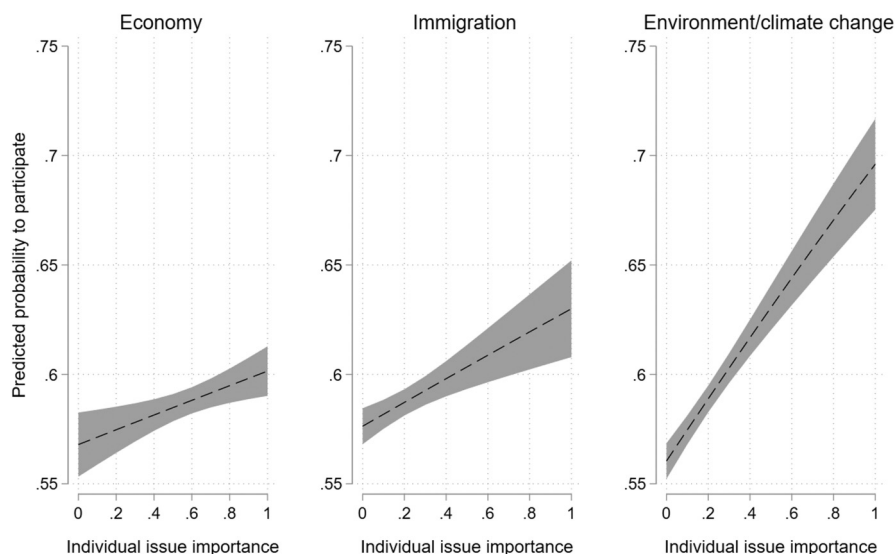 Economy
Immigration
Environment/climate change
Predicted probability to participate
.75
.7
.65
.6
.55
0 .2 .4 .6 .8 1
Individual issue importance
.75
.7
.65
.6
.55
0 .2 .4 .6 .8 1
Individual issue importance
.75
.7
.65
.6
.55
0 .2 .4 .6 .8 1
Individual issue importance